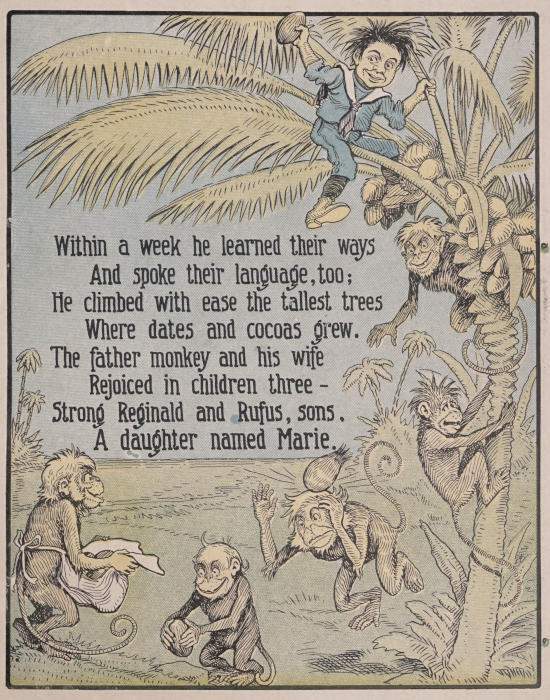 Within a week he learned their ways
And spoke their language, too;
He climbed with ease the tallest trees
Where dates and cocoas grew.
The father monkey and his wife
Rejoiced in children three -
Strong Reginald and Rufus, sons,
A daughter named Marie.